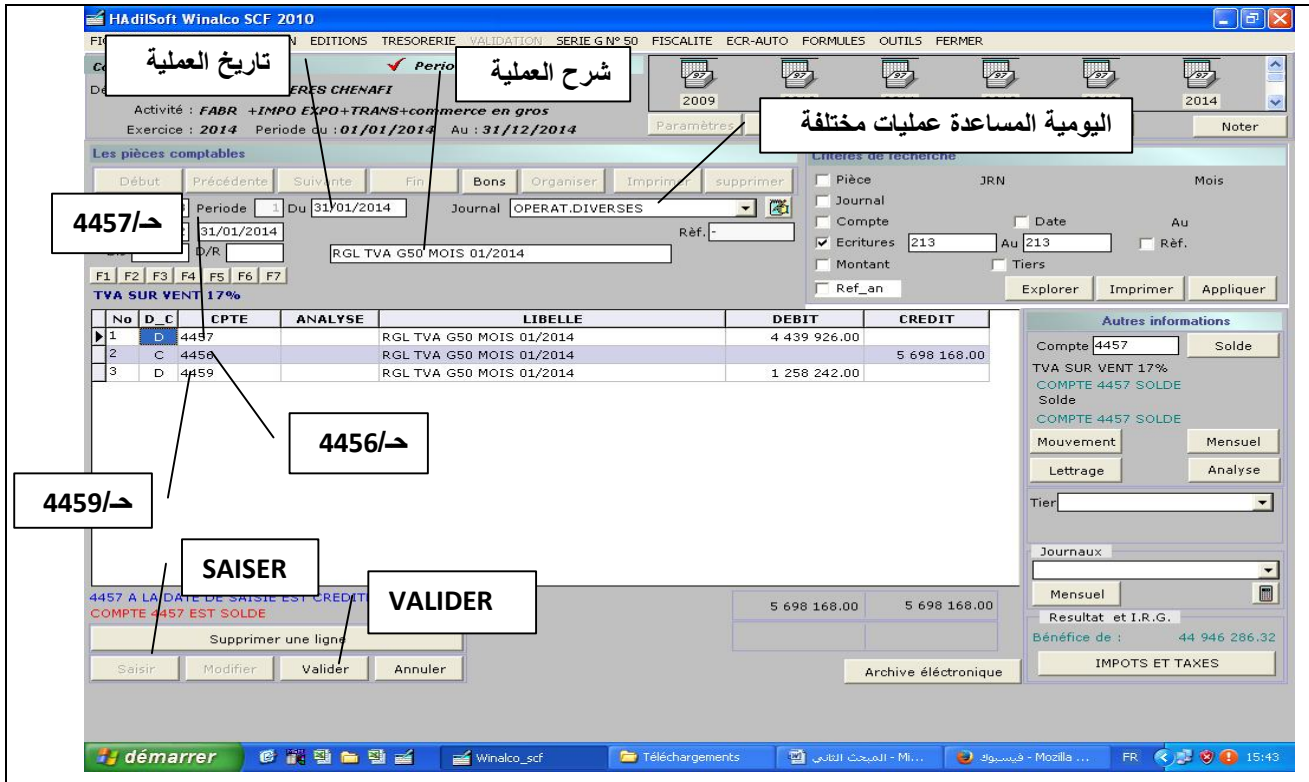 HAdilSoft Winalco SCF 2010
EDITIONS TRESORERIE VALIDATION SERIE G N° 50 FISCALITE ECR-AUTO FORMULES OUTILS FERMER
تاريخ العملية
شرح العملية
اليومية المساعدة عمليات مختلفة
ERES CHENAFI
Activité : FABR +IMPO EXPO+TRANS+commerce en gros
Exercice : 2014 Periode du : 01/01/2014 Au : 31/12/2014
2009
2014
Paramètres
Noter
Les pièces comptables
Début Précédente Suivante Fin Bons Organiser Imprimer supprimer
Periode 1 Du 31/01/2014 Journal OPERAT.DIVERSES
31/01/2014 Rèf. -
D/R
RGL TVA G50 MOIS 01/2014
F1 F2 F3 F4 F5 F6 F7
TVA SUR VENT 17%
حـ/4457
Critères de recherche
Pièce JRN Mois
Journal
Compte Date Au
Ecritures 213 Au 213 Rèf.
Montant Tiers
Ref_an Explorer Imprimer Appliquer
No D_C CPTE ANALYSE LIBELLE DEBIT CREDIT
1 D 4457 RGL TVA G50 MOIS 01/2014 4 439 926.00
2 C 4456 RGL TVA G50 MOIS 01/2014 5 698 168.00
3 D 4459 RGL TVA G50 MOIS 01/2014 1 258 242.00
حـ/4456
حـ/4459
SAISER
VALIDER
Autres informations
Compte 4457 Solde
TVA SUR VENT 17%
COMPTE 4457 SOLDE
Solde
COMPTE 4457 SOLDE
Mouvement Mensuel
Lettrage Analyse
Tier
Journaux
Mensuel
Resultat et I.R.G.
Bénéfice de : 44 946 286.32
IMPOTS ET TAXES
4457 A LA DATE DE SAISIE EST CREDIT
COMPTE 4457 EST SOLDE
5 698 168.00 5 698 168.00
Supprimer une ligne
Saisir Modifier Valider Annuler
Archive éléctronique
démarrer Winalco_scf Téléchargements المبحث الثاني - Mi... فيسبوك - Mozilla ... FR 15:43